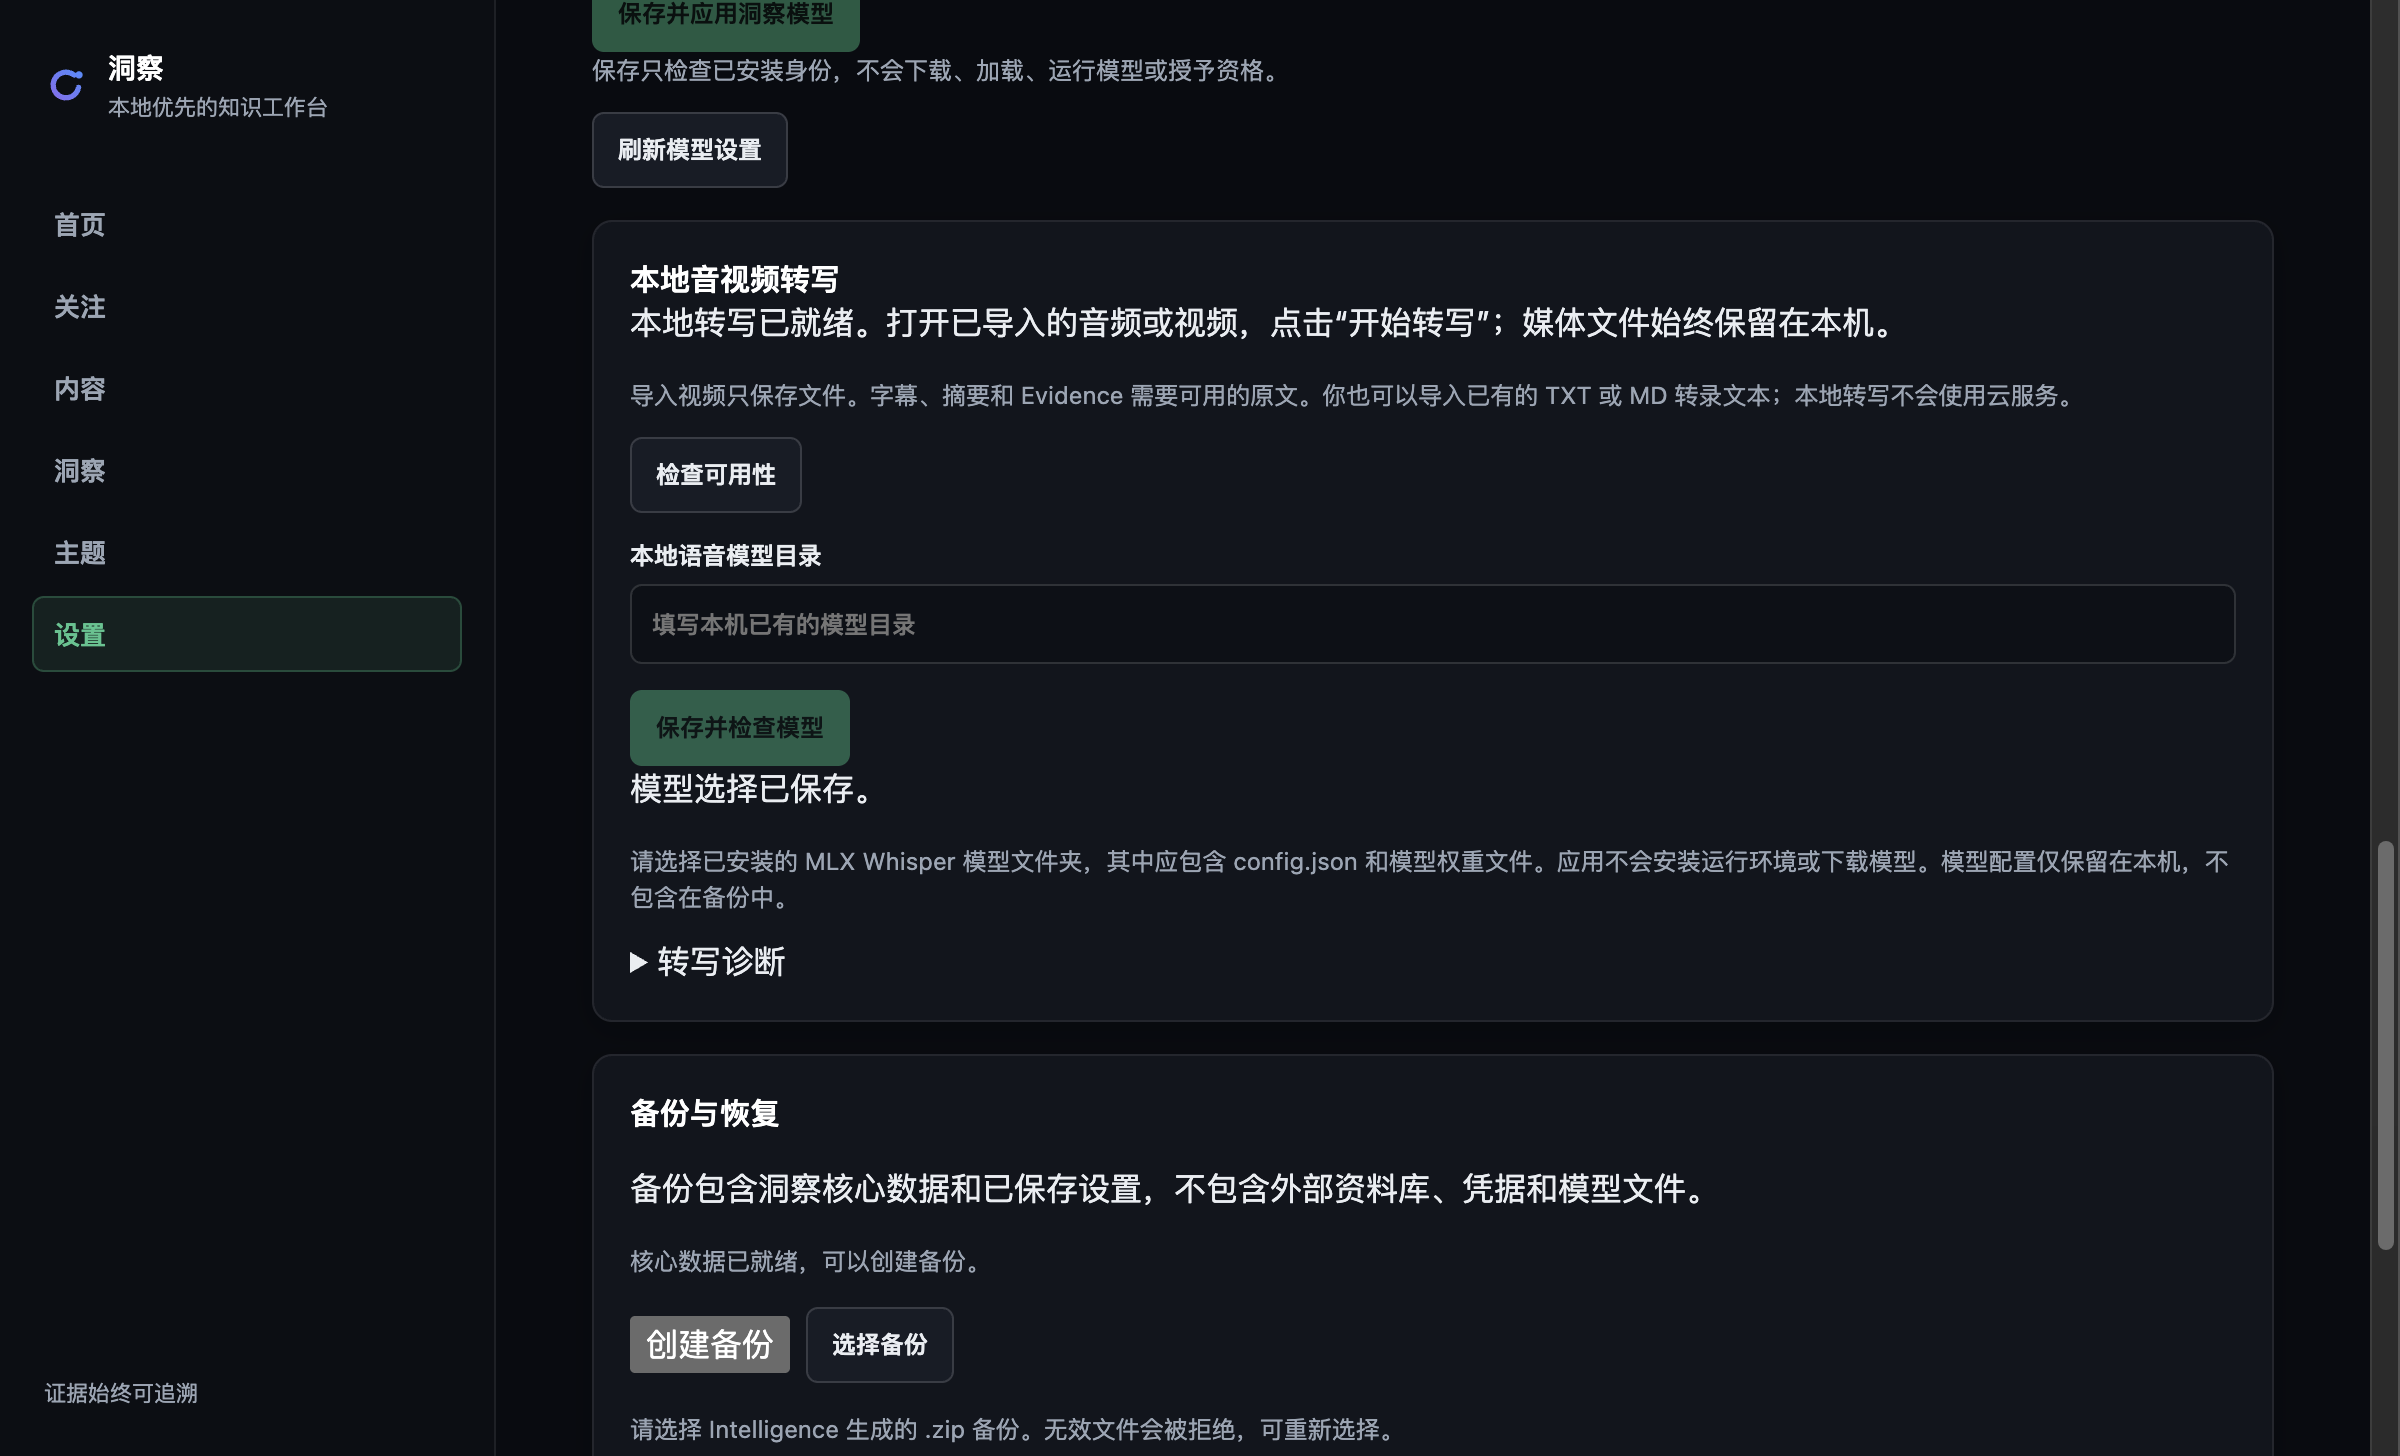 洞察
本地优先的知识工作台
首页
关注
内容
洞察
主题
设置
证据始终可追溯
保存并应用洞察模型
保存只检查已安装身份，不会下载、加载、运行模型或授予资格。
刷新模型设置
本地音视频转写
本地转写已就绪。打开已导入的音频或视频，点击“开始转写”；媒体文件始终保留在本机。
导入视频只保存文件。字幕、摘要和 Evidence 需要可用的原文。你也可以导入已有的 TXT 或 MD 转录文本；本地转写不会使用云服务。
检查可用性
本地语音模型目录
填写本机已有的模型目录
保存并检查模型
模型选择已保存。
请选择已安装的 MLX Whisper 模型文件夹，其中应包含 config.json 和模型权重文件。应用不会安装运行环境或下载模型。模型配置仅保留在本机，不
包含在备份中。
▶ 转写诊断
备份与恢复
备份包含洞察核心数据和已保存设置，不包含外部资料库、凭据和模型文件。
核心数据已就绪，可以创建备份。
创建备份 选择备份
请选择 Intelligence 生成的 .zip 备份。无效文件会被拒绝，可重新选择。